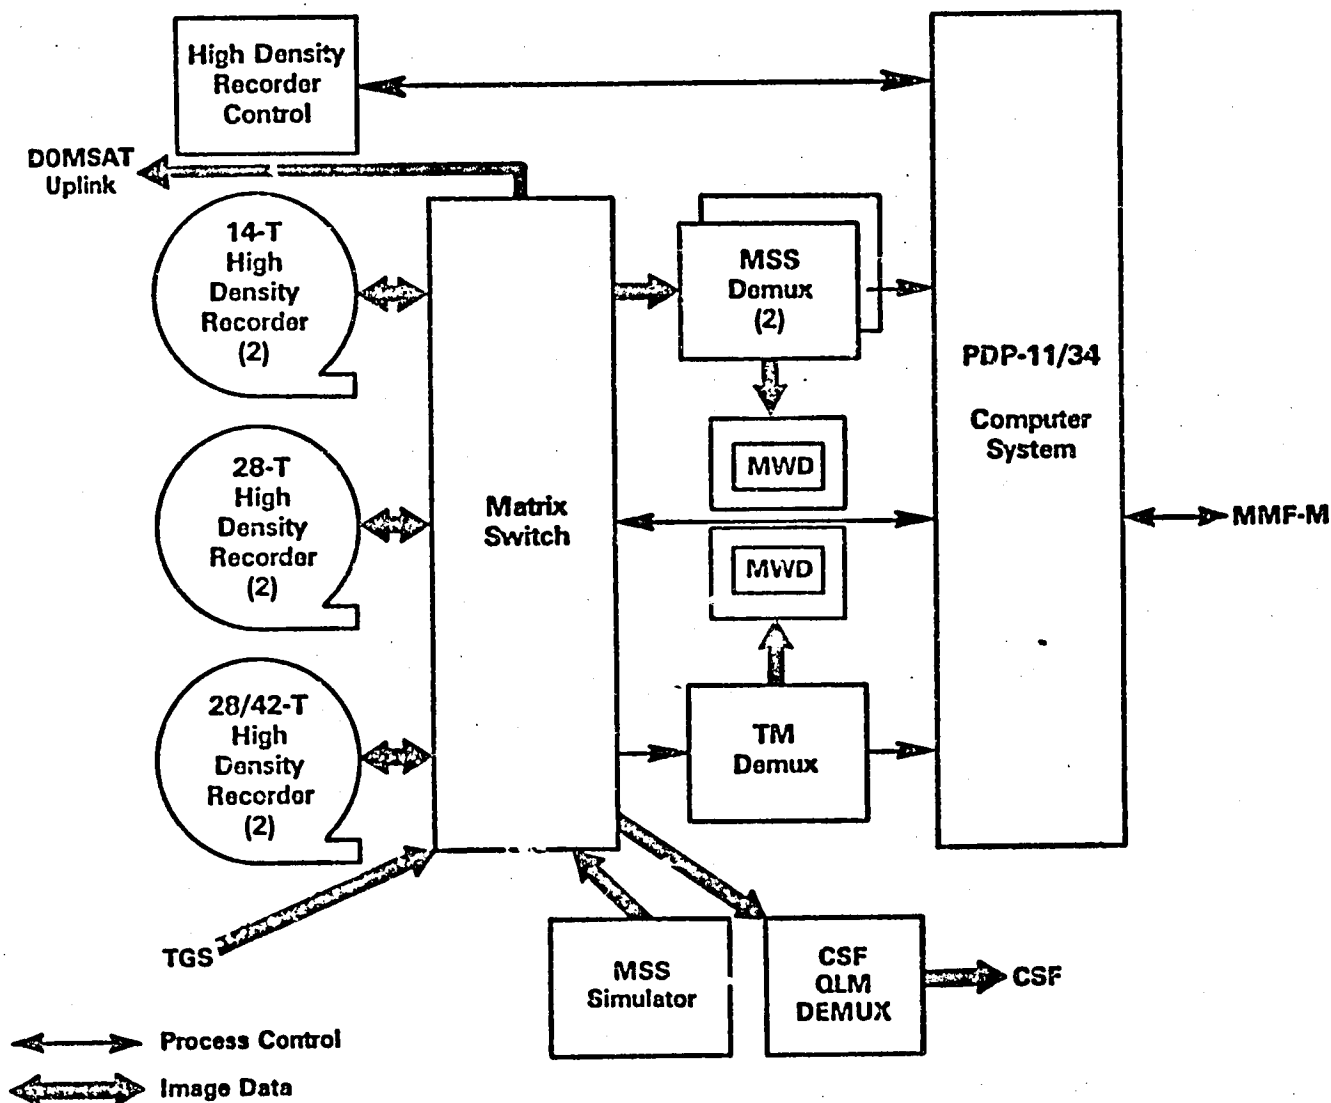 High Density
Recorder
Control
DOMSAT
Uplink
14-T
High
Density
Recorder
(2)
MSS
Demux
(2)
PDP-11/34
Computer
System
28-T
High
Density
Recorder
(2)
MWD
Matrix
Switch
MMF-M
MWD
28/42-T
High
Density
Recorder
(2)
TM
Demux
TGS
MSS
Simulator
CSF
QLM
DEMUX
CSF
Process Control
Image Data